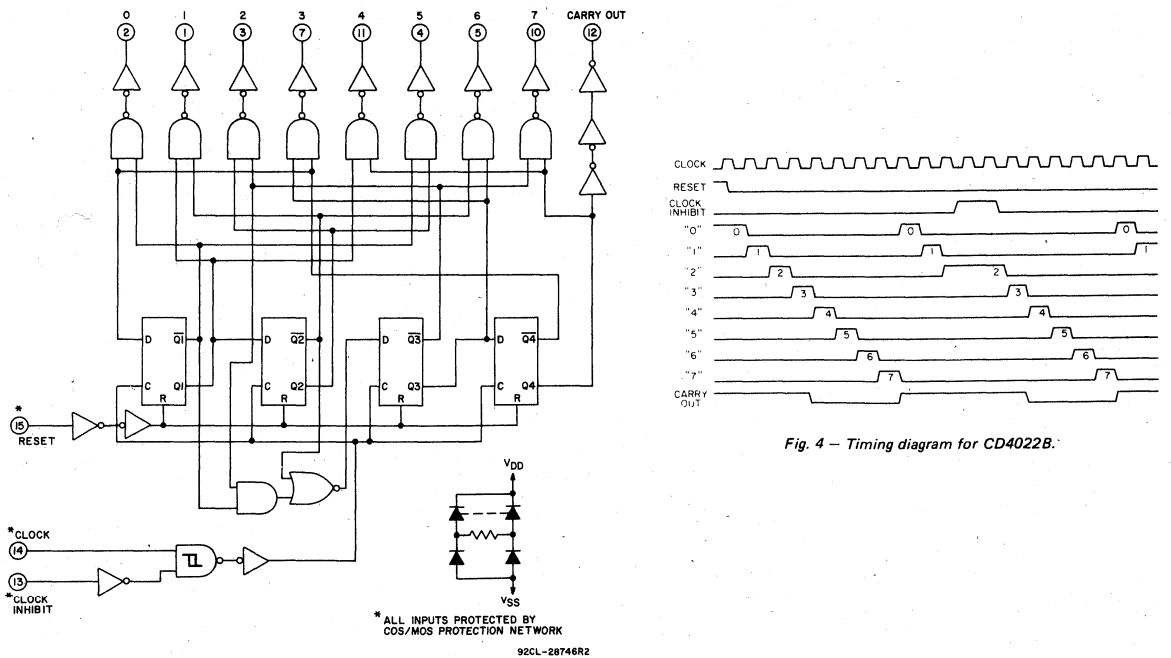 0 1 2 3 4 5 6 7 CARRY OUT
2 1 3 7 11 4 5 10 12
D Q1 D Q2 D Q3 D Q4
C Q1 C Q2 C Q3 C Q4
R R R R
*
15
RESET
*CLOCK
14
13
*CLOCK
INHIBIT
VDD
VSS
* ALL INPUTS PROTECTED BY
COS/MOS PROTECTION NETWORK
92CL-28746R2
CLOCK
RESET
CLOCK
INHIBIT
"0" 0 0 0
"1" 1 1 1
"2" 2 2
"3" 3 3
"4" 4 4
"5" 5 5
"6" 6 6
"7" 7 7
CARRY
OUT
Fig. 4 — Timing diagram for CD4022B.